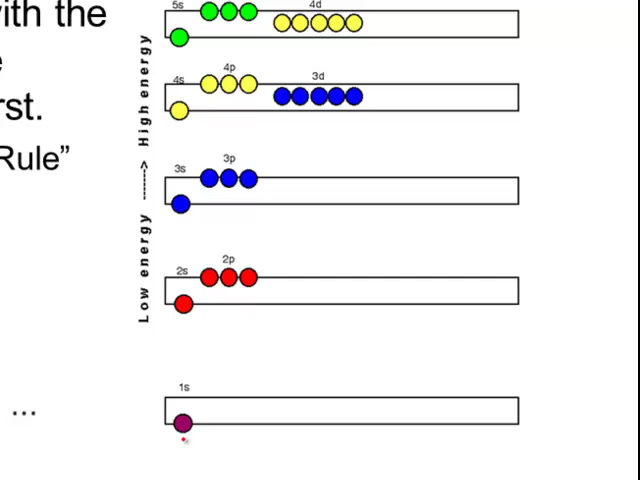 with the
e
rst.
Rule”
...
5s
4d
4s
4p
3d
3s
3p
2s
2p
1s
Low energy ------> High energy